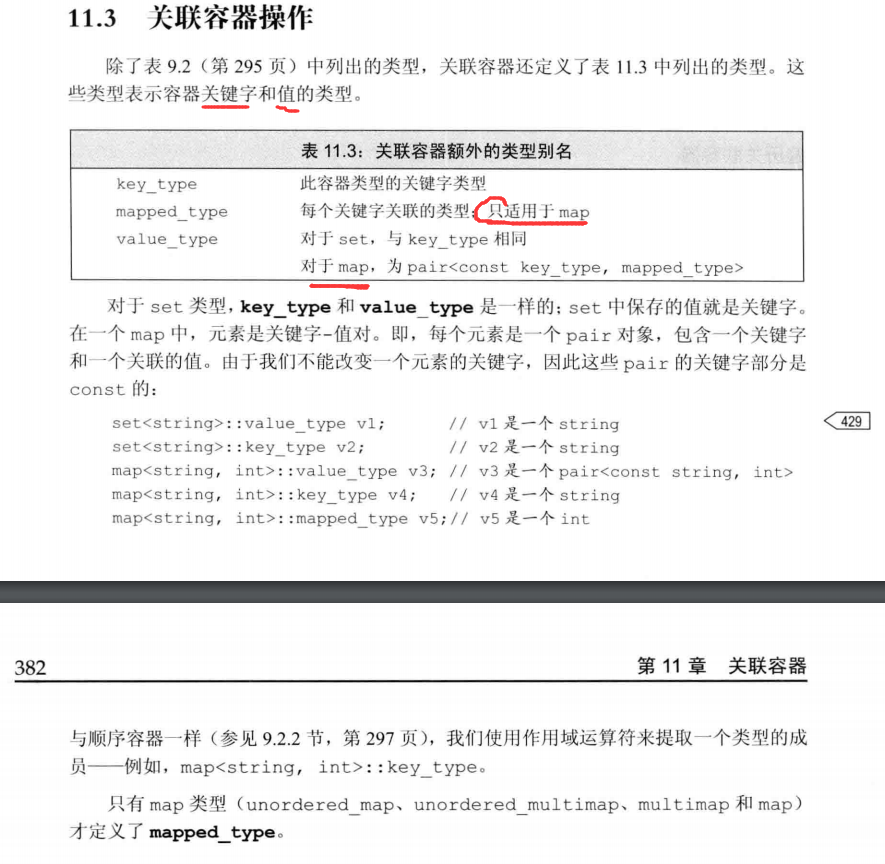 11.3 关联容器操作
除了表 9.2（第 295 页）中列出的类型，关联容器还定义了表 11.3 中列出的类型。这
些类型表示容器关键字和值的类型。
表 11.3：关联容器额外的类型别名
key_type 此容器类型的关键字类型
mapped_type 每个关键字关联的类型；只适用于 map
value_type 对于 set，与 key_type 相同
对于 map，为 pair<const key_type, mapped_type>
对于 set 类型，key_type 和 value_type 是一样的；set 中保存的值就是关键字。
在一个 map 中，元素是关键字-值对。即，每个元素是一个 pair 对象，包含一个关键字
和一个关联的值。由于我们不能改变一个元素的关键字，因此这些 pair 的关键字部分是
const 的：
set<string>::value_type v1; // v1 是一个 string
set<string>::key_type v2; // v2 是一个 string
map<string, int>::value_type v3; // v3 是一个 pair<const string, int>
map<string, int>::key_type v4; // v4 是一个 string
map<string, int>::mapped_type v5;// v5 是一个 int
429
382 第 11 章 关联容器
与顺序容器一样（参见 9.2.2 节，第 297 页），我们使用作用域运算符来提取一个类型的成
员——例如，map<string, int>::key_type。
只有 map 类型（unordered_map、unordered_multimap、multimap 和 map）
才定义了 mapped_type。